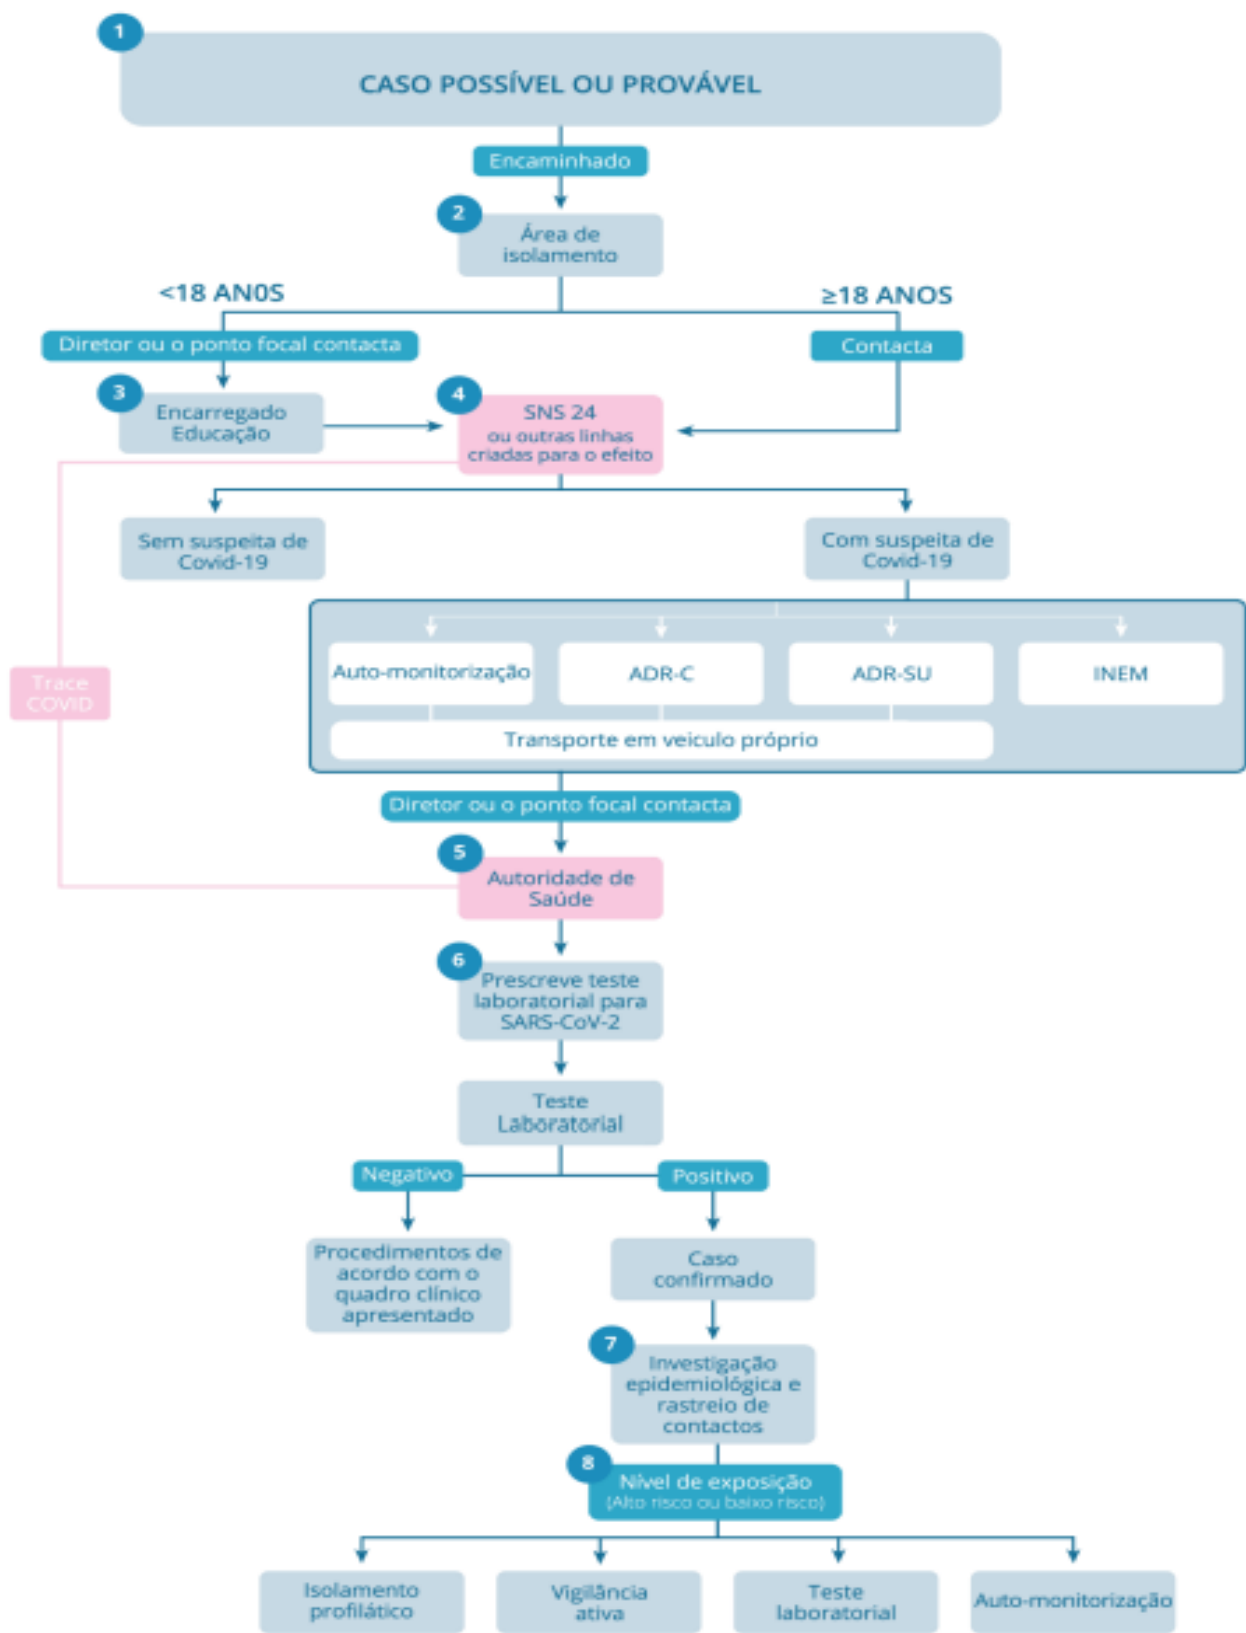 1
CASO POSSÍVEL OU PROVÁVEL
Encaminhado
2
Área de
isolamento
<18 AN0S
≥18 ANOS
Diretor ou o ponto focal contacta
Contacta
3
Encarregado
Educação
4
SNS 24
ou outras linhas
criadas para o efeito
Sem suspeita de
Covid-19
Com suspeita de
Covid-19
Auto-monitorização
ADR-C
ADR-SU
INEM
Transporte em veiculo próprio
Trace
COVID
Diretor ou o ponto focal contacta
5
Autoridade de
Saúde
6
Prescreve teste
laboratorial para
SARS-CoV-2
Teste
Laboratorial
Negativo
Positivo
Procedimentos de
acordo com o
quadro clínico
apresentado
Caso
confirmado
7
Investigação
epidemiológica e
rastreio de
contactos
8
Nível de exposição
(Alto risco ou baixo risco)
Isolamento
profilático
Vigilância
ativa
Teste
laboratorial
Auto-monitorização